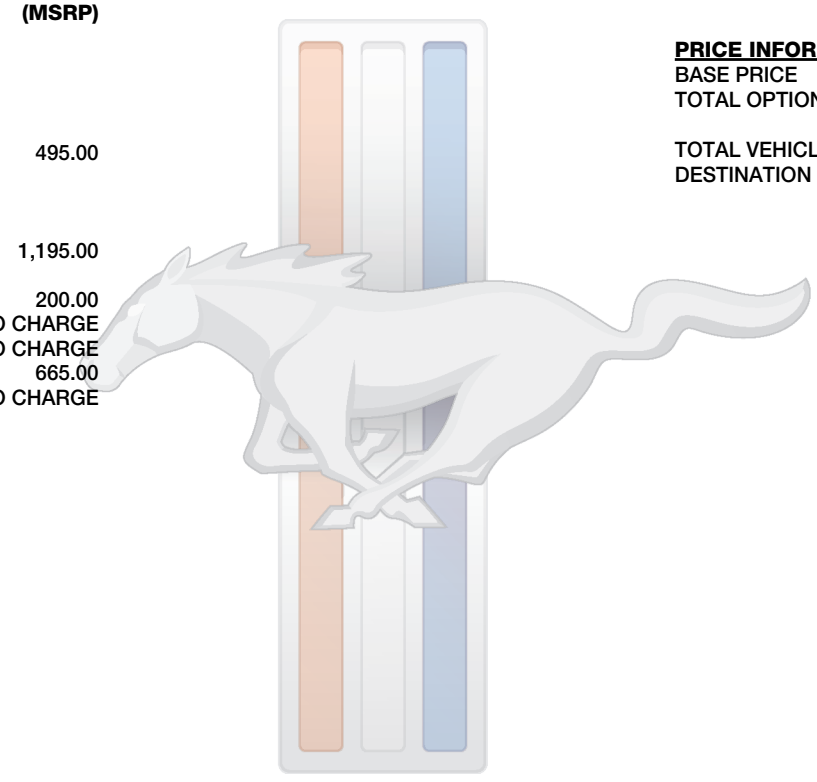 (MSRP)
495.00
1,195.00
200.00
O CHARGE
O CHARGE
665.00
O CHARGE
PRICE INFOR
BASE PRICE
TOTAL OPTION
TOTAL VEHICL
DESTINATION